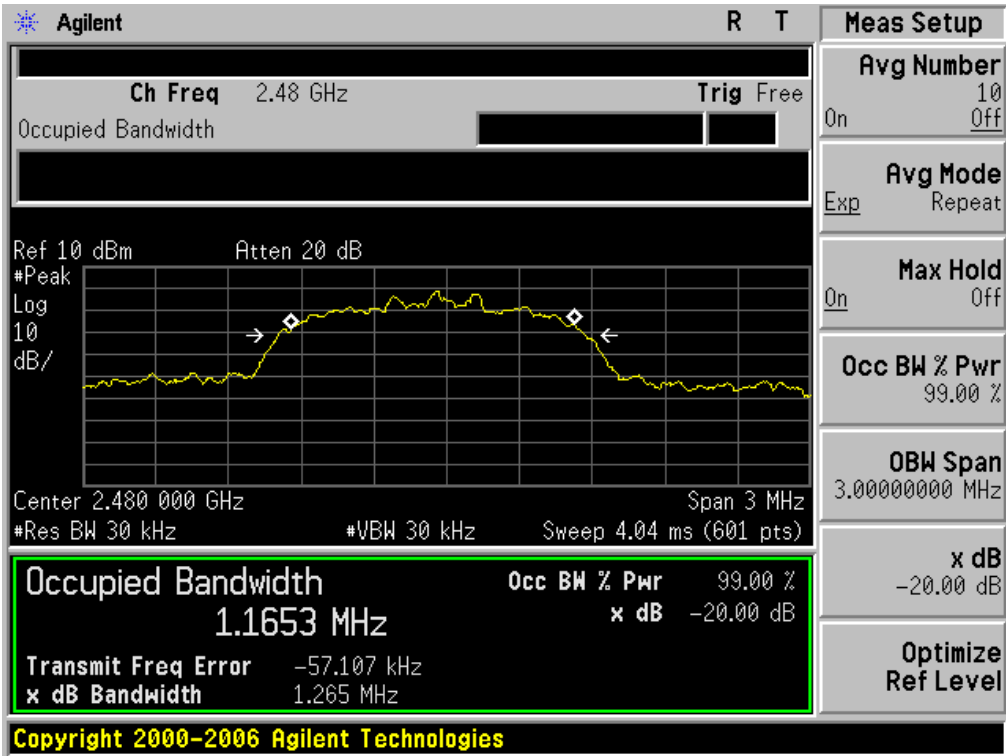 Agilent R T
Ch Freq 2.48 GHz Trig Free
Occupied Bandwidth
Ref 10 dBm Atten 20 dB
#Peak
Log
10
dB/
Center 2.480 000 GHz Span 3 MHz
#Res BW 30 kHz #VBW 30 kHz Sweep 4.04 ms (601 pts)
Occupied Bandwidth
1.1653 MHz
Occ BW % Pwr 99.00 %
x dB -20.00 dB
Transmit Freq Error -57.107 kHz
x dB Bandwidth 1.265 MHz
Copyright 2000-2006 Agilent Technologies
Meas Setup
Avg Number
10
On Off
Avg Mode
Exp Repeat
Max Hold
On Off
Occ BW % Pwr
99.00 %
OBW Span
3.00000000 MHz
x dB
-20.00 dB
Optimize
Ref Level